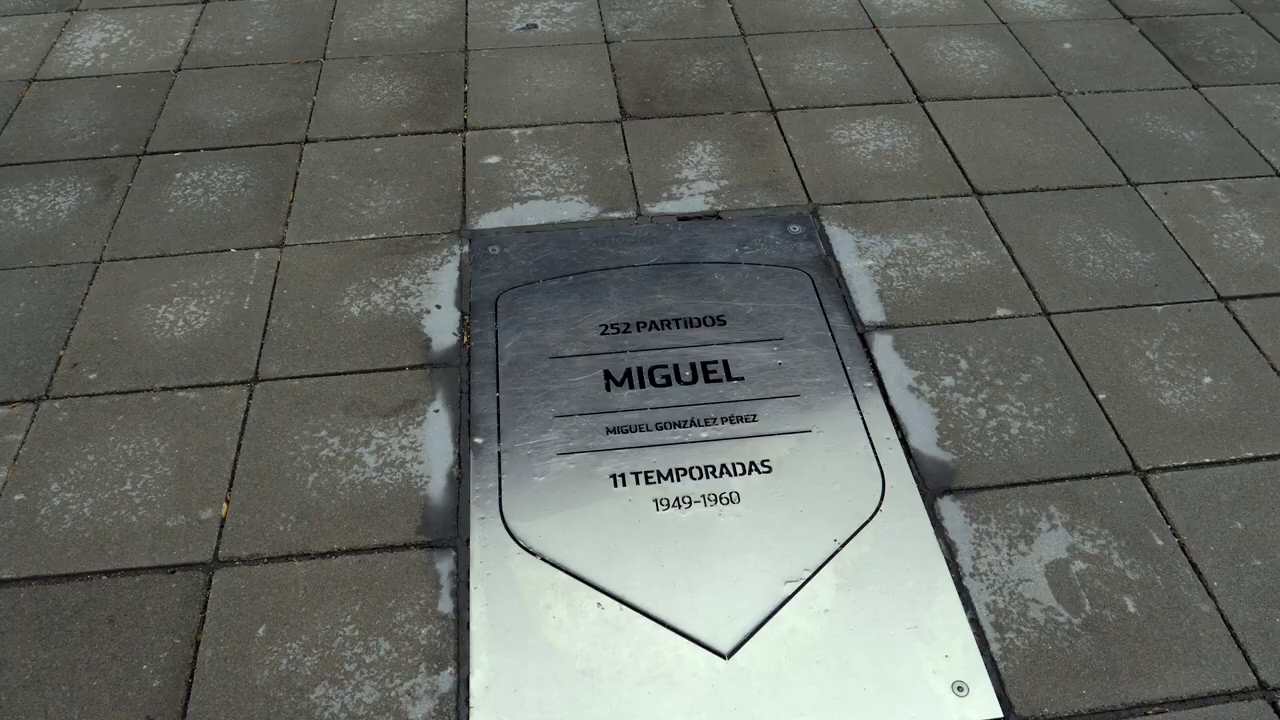 252 PARTIDOS
MIGUEL
MIGUEL GONZÁLEZ PÉREZ
11 TEMPORADAS
1949-1960